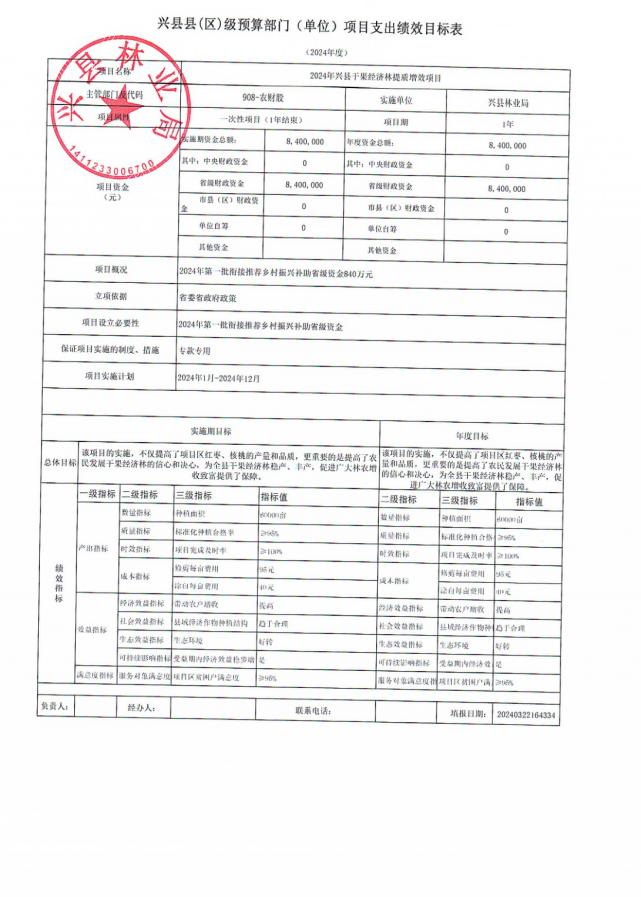 兴县县(区)级预算部门（单位）项目支出绩效目标表
（2024年度）
项目名称 2024年兴县干果经济林提质增效项目
主管部门及代码 908-农财股 实施单位 兴县林业局
项目属性 一次性项目（1年结束） 项目期 1年
项目资金（元） 实施期资金总额: 8,400,000 年度资金总额: 8,400,000
其中:中央财政资金 0 其中:中央财政资金 0
省级财政资金 8,400,000 省级财政资金 8,400,000
市县（区）财政资金 0 市县（区）财政资金 0
单位自筹 0 单位自筹 0
其他资金 其他资金
兴县林业局
1411233006700
项目概况 2024年第一批衔接推荐乡村振兴补助省级资金840万元
立项依据 省委省政府政策
项目设立必要性 2024年第一批衔接推荐乡村振兴补助省级资金
保证项目实施的制度、措施 专款专用
项目实施计划 2024年1月~2024年12月
实施期目标 年度目标
总体目标
该项目的实施，不仅提高了项目区红枣、核桃的产量和品质，更重要的是提高了农
民发展干果经济林的信心和决心，为全县干果经济林稳产、丰产，促进广大林农增
收致富提供了保障。
该项目的实施，不仅提高了项目区红枣、核桃的产
量和品质，更重要的是提高了农民发展干果经济林
的信心和决心，为全县干果经济林稳产、丰产，促
进广大林农增收致富提供了保障。
绩效指标
一级指标 二级指标 三级指标 指标值 二级指标 三级指标 指标值
产出指标 数量指标 种植面积 60000亩 数量指标 种植面积 60000亩
质量指标 标准化种植合格率 ≥95% 质量指标 标准化种植合格 ≥95%
时效指标 项目完成及时率 ≥100% 时效指标 项目完成及时率 ≥100%
成本指标 修剪每亩费用 95元 成本指标 修剪每亩费用 95元
涂白每亩费用 40元 涂白每亩费用 40元
效益指标 经济效益指标 带动农户增收 提高 经济效益指标 带动农户增收 提高
社会效益指标 县域经济作物种植结构 趋于合理 社会效益指标 县域经济作物种 趋于合理
生态效益指标 生态环境 好转 生态效益指标 生态环境 好转
可持续影响指标 受益期内经济效益稳步增 是 可持续影响指标 受益期内经济效 是
满意度指标 服务对象满意度 项目区贫困户满意度 ≥95% 服务对象满意度指 项目区贫困户满 ≥95%
负责人: 经办人: 联系电话: 填报日期: 20240322164334